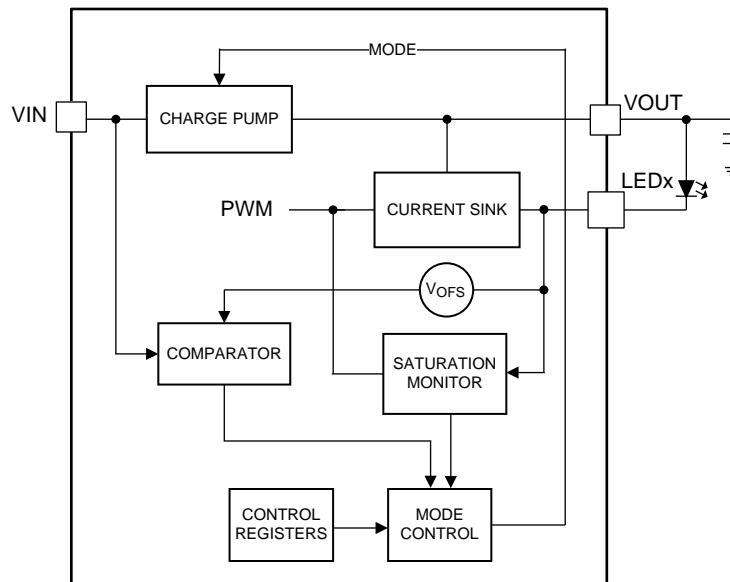 MODE
VIN
CHARGE PUMP
VOUT
LEDx
PWM
CURRENT SINK
VOFS
COMPARATOR
SATURATION
MONITOR
CONTROL
REGISTERS
MODE
CONTROL